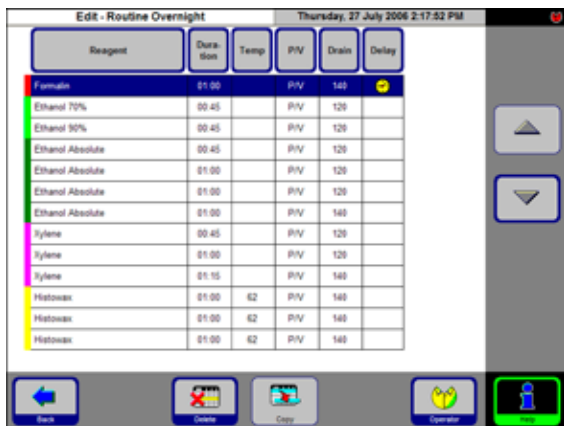 Edit - Routine Overnight Thursday, 27 July 2006 2:17:52 PM
Reagent Dura-tion Temp P/V Drain Delay
Formalin 01:00 P/V 140
Ethanol 70% 00:45 P/V 120
Ethanol 90% 00:45 P/V 120
Ethanol Absolute 00:45 P/V 120
Ethanol Absolute 01:00 P/V 120
Ethanol Absolute 01:00 P/V 120
Ethanol Absolute 01:00 P/V 140
Xylene 00:45 P/V 120
Xylene 01:00 P/V 120
Xylene 01:15 P/V 140
Histowax 01:00 62 P/V 140
Histowax 01:00 62 P/V 140
Histowax 01:00 62 P/V 140
Back Delete Copy Operator Help